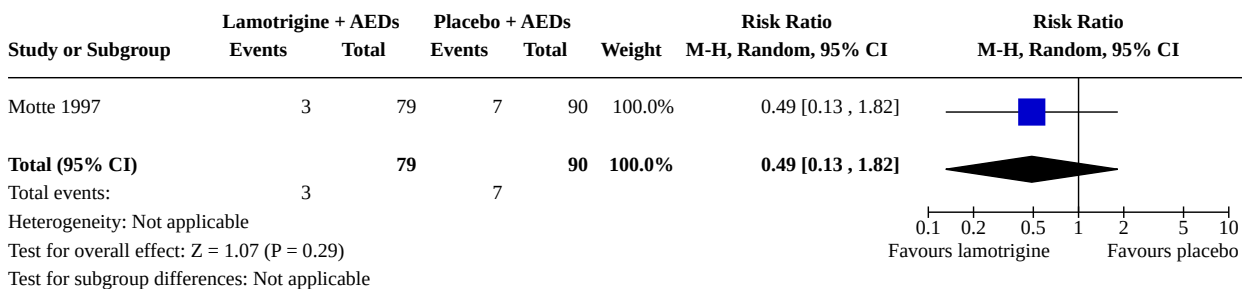 Lamotrigine + AEDs Placebo + AEDs Risk Ratio Risk Ratio
Study or Subgroup Events Total Events Total Weight M-H, Random, 95% CI M-H, Random, 95% CI
Motte 1997 3 79 7 90 100.0% 0.49 [0.13 , 1.82]
Total (95% CI) 79 90 100.0% 0.49 [0.13 , 1.82]
Total events: 3 7
Heterogeneity: Not applicable
0.1 0.2 0.5 1 2 5 10
Test for overall effect: Z = 1.07 (P = 0.29) Favours lamotrigine Favours placebo
Test for subgroup differences: Not applicable